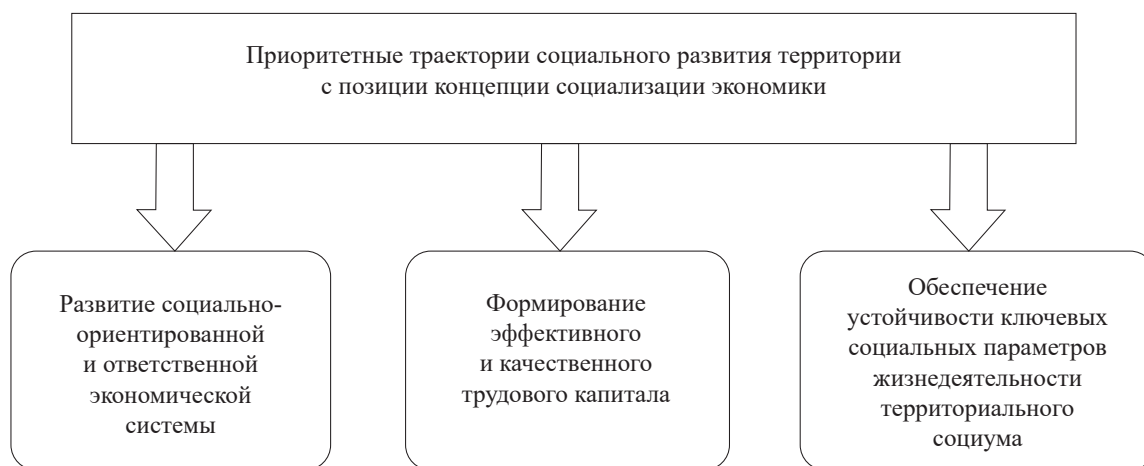 Приоритетные траектории социального развития территории
с позиции концепции социализации экономики
Развитие социально-
ориентированной
и ответственной
экономической
системы
Формирование
эффективного
и качественного
трудового капитала
Обеспечение
устойчивости ключевых
социальных параметров
жизнедеятельности
территориального
социума